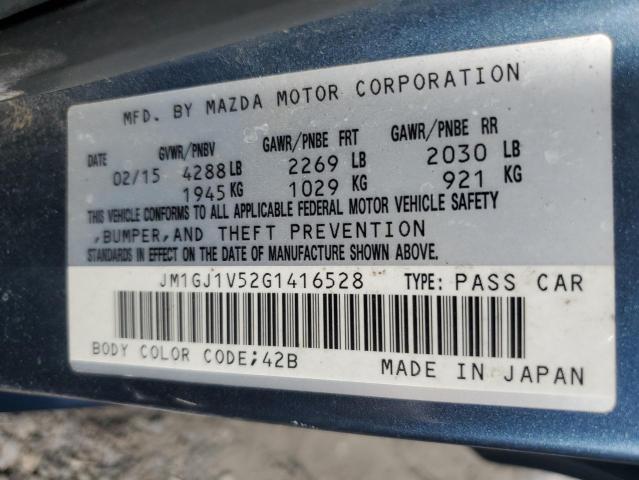 MFD. BY MAZDA MOTOR CORPORATION
DATE GVWR/PNBV GAWR/PNBE FRT GAWR/PNBE RR
02/15 4288 LB 2269 LB 2030 LB
1945 KG 1029 KG 921 KG
THIS VEHICLE CONFORMS TO ALL APPLICABLE FEDERAL MOTOR VEHICLE SAFETY
,BUMPER,AND THEFT PREVENTION
STANDARDS IN EFFECT ON THE DATE OF MANUFACTURE SHOWN ABOVE.
JM1GJ1V52G1416528 TYPE: PASS CAR
BODY COLOR CODE;42B MADE IN JAPAN